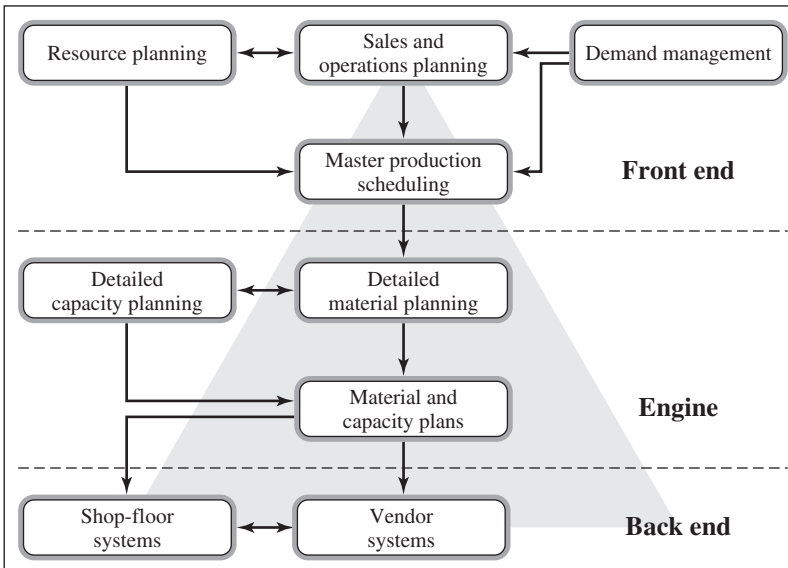 Resource planning
Sales and
operations planning
Demand management
Master production
scheduling
Front end
Detailed
capacity planning
Detailed
material planning
Material and
capacity plans
Engine
Shop-floor
systems
Vendor
systems
Back end